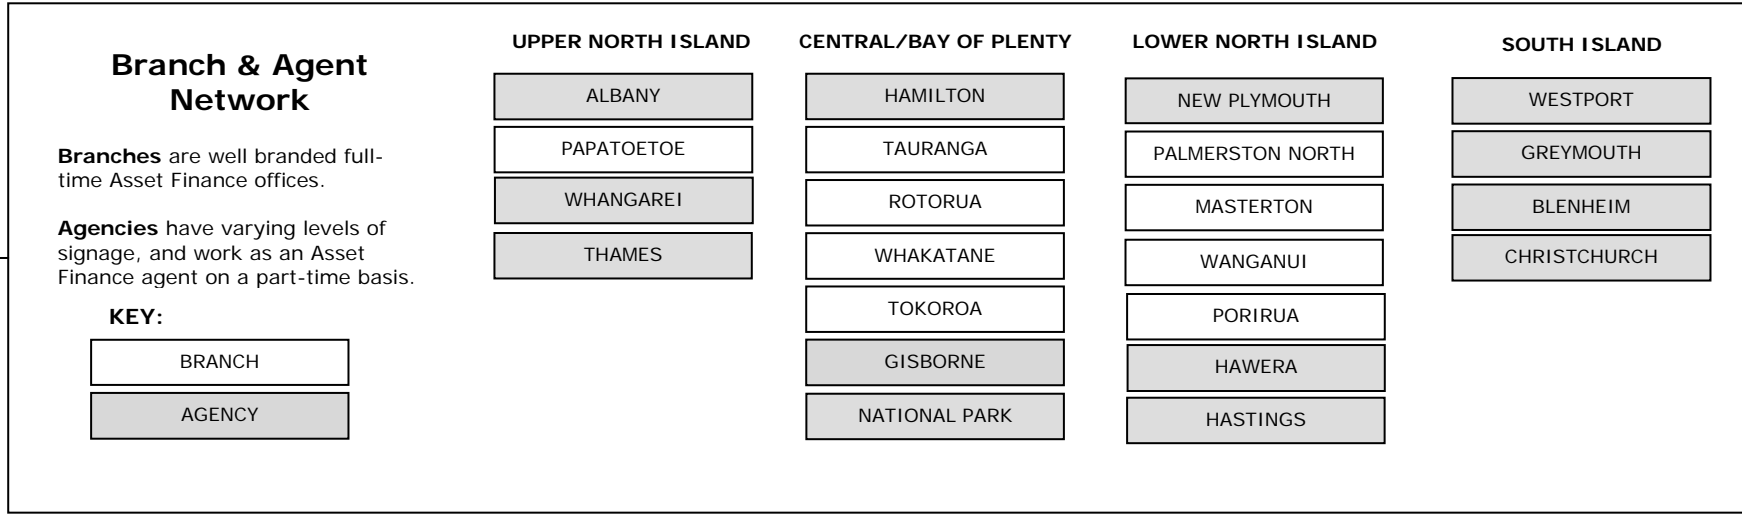 Branch & Agent
Network
Branches are well branded full-
time Asset Finance offices.
Agencies have varying levels of
signage, and work as an Asset
Finance agent on a part-time basis.
KEY:
BRANCH
AGENCY
UPPER NORTH ISLAND
ALBANY
PAPATOETOE
WHANGAREI
THAMES
CENTRAL/BAY OF PLENTY
HAMILTON
TAURANGA
ROTORUA
WHAKATANE
TOKOROA
GISBORNE
NATIONAL PARK
LOWER NORTH ISLAND
NEW PLYMOUTH
PALMERSTON NORTH
MASTERTON
WANGANUI
PORIRUA
HAWERA
HASTINGS
SOUTH ISLAND
WESTPORT
GREYMOUTH
BLENHEIM
CHRISTCHURCH